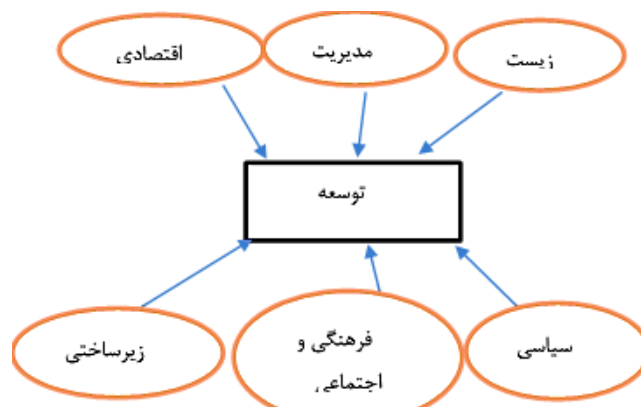 زیست
مدیریت
اقتصادی
توسعه
سیاسی
فرهنگی و
اجتماعی
زیرساختی